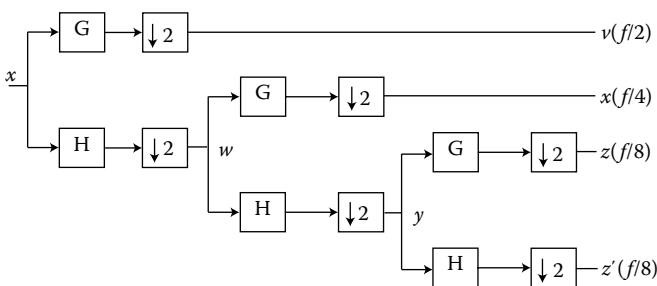 G ↓2 v(f/2)
x
G ↓2 x(f/4)
H ↓2 w
G ↓2 z(f/8)
H ↓2 y
H ↓2 z′(f/8)